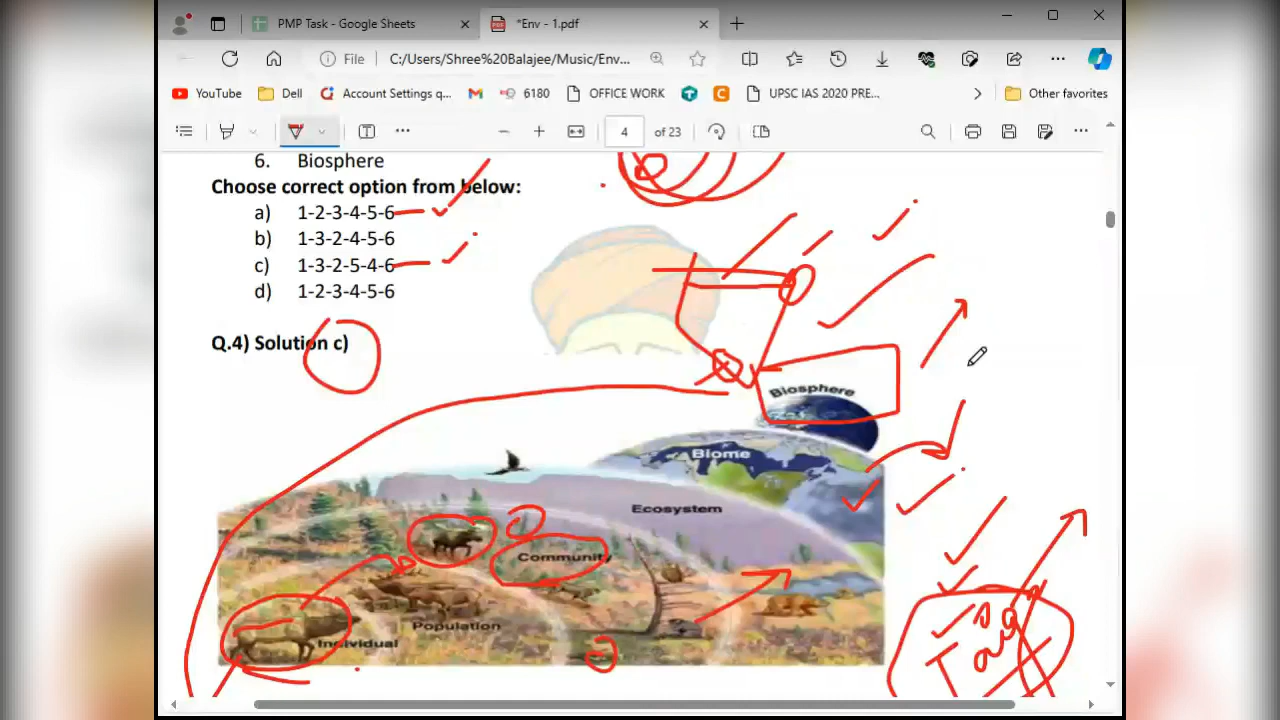 PMP Task - Google Sheets
*Env - 1.pdf
File
C:/Users/Shree%20Balajee/Music/Env...
YouTube
Dell
Account Settings q...
6180
OFFICE WORK
UPSC IAS 2020 PRE...
Other favorites
4
of 23
6. Biosphere
Choose correct option from below:
a) 1-2-3-4-5-6
b) 1-3-2-4-5-6
c) 1-3-2-5-4-6
d) 1-2-3-4-5-6
Q.4) Solution c)
Biosphere
Biome
Ecosystem
Community
Population
Individual